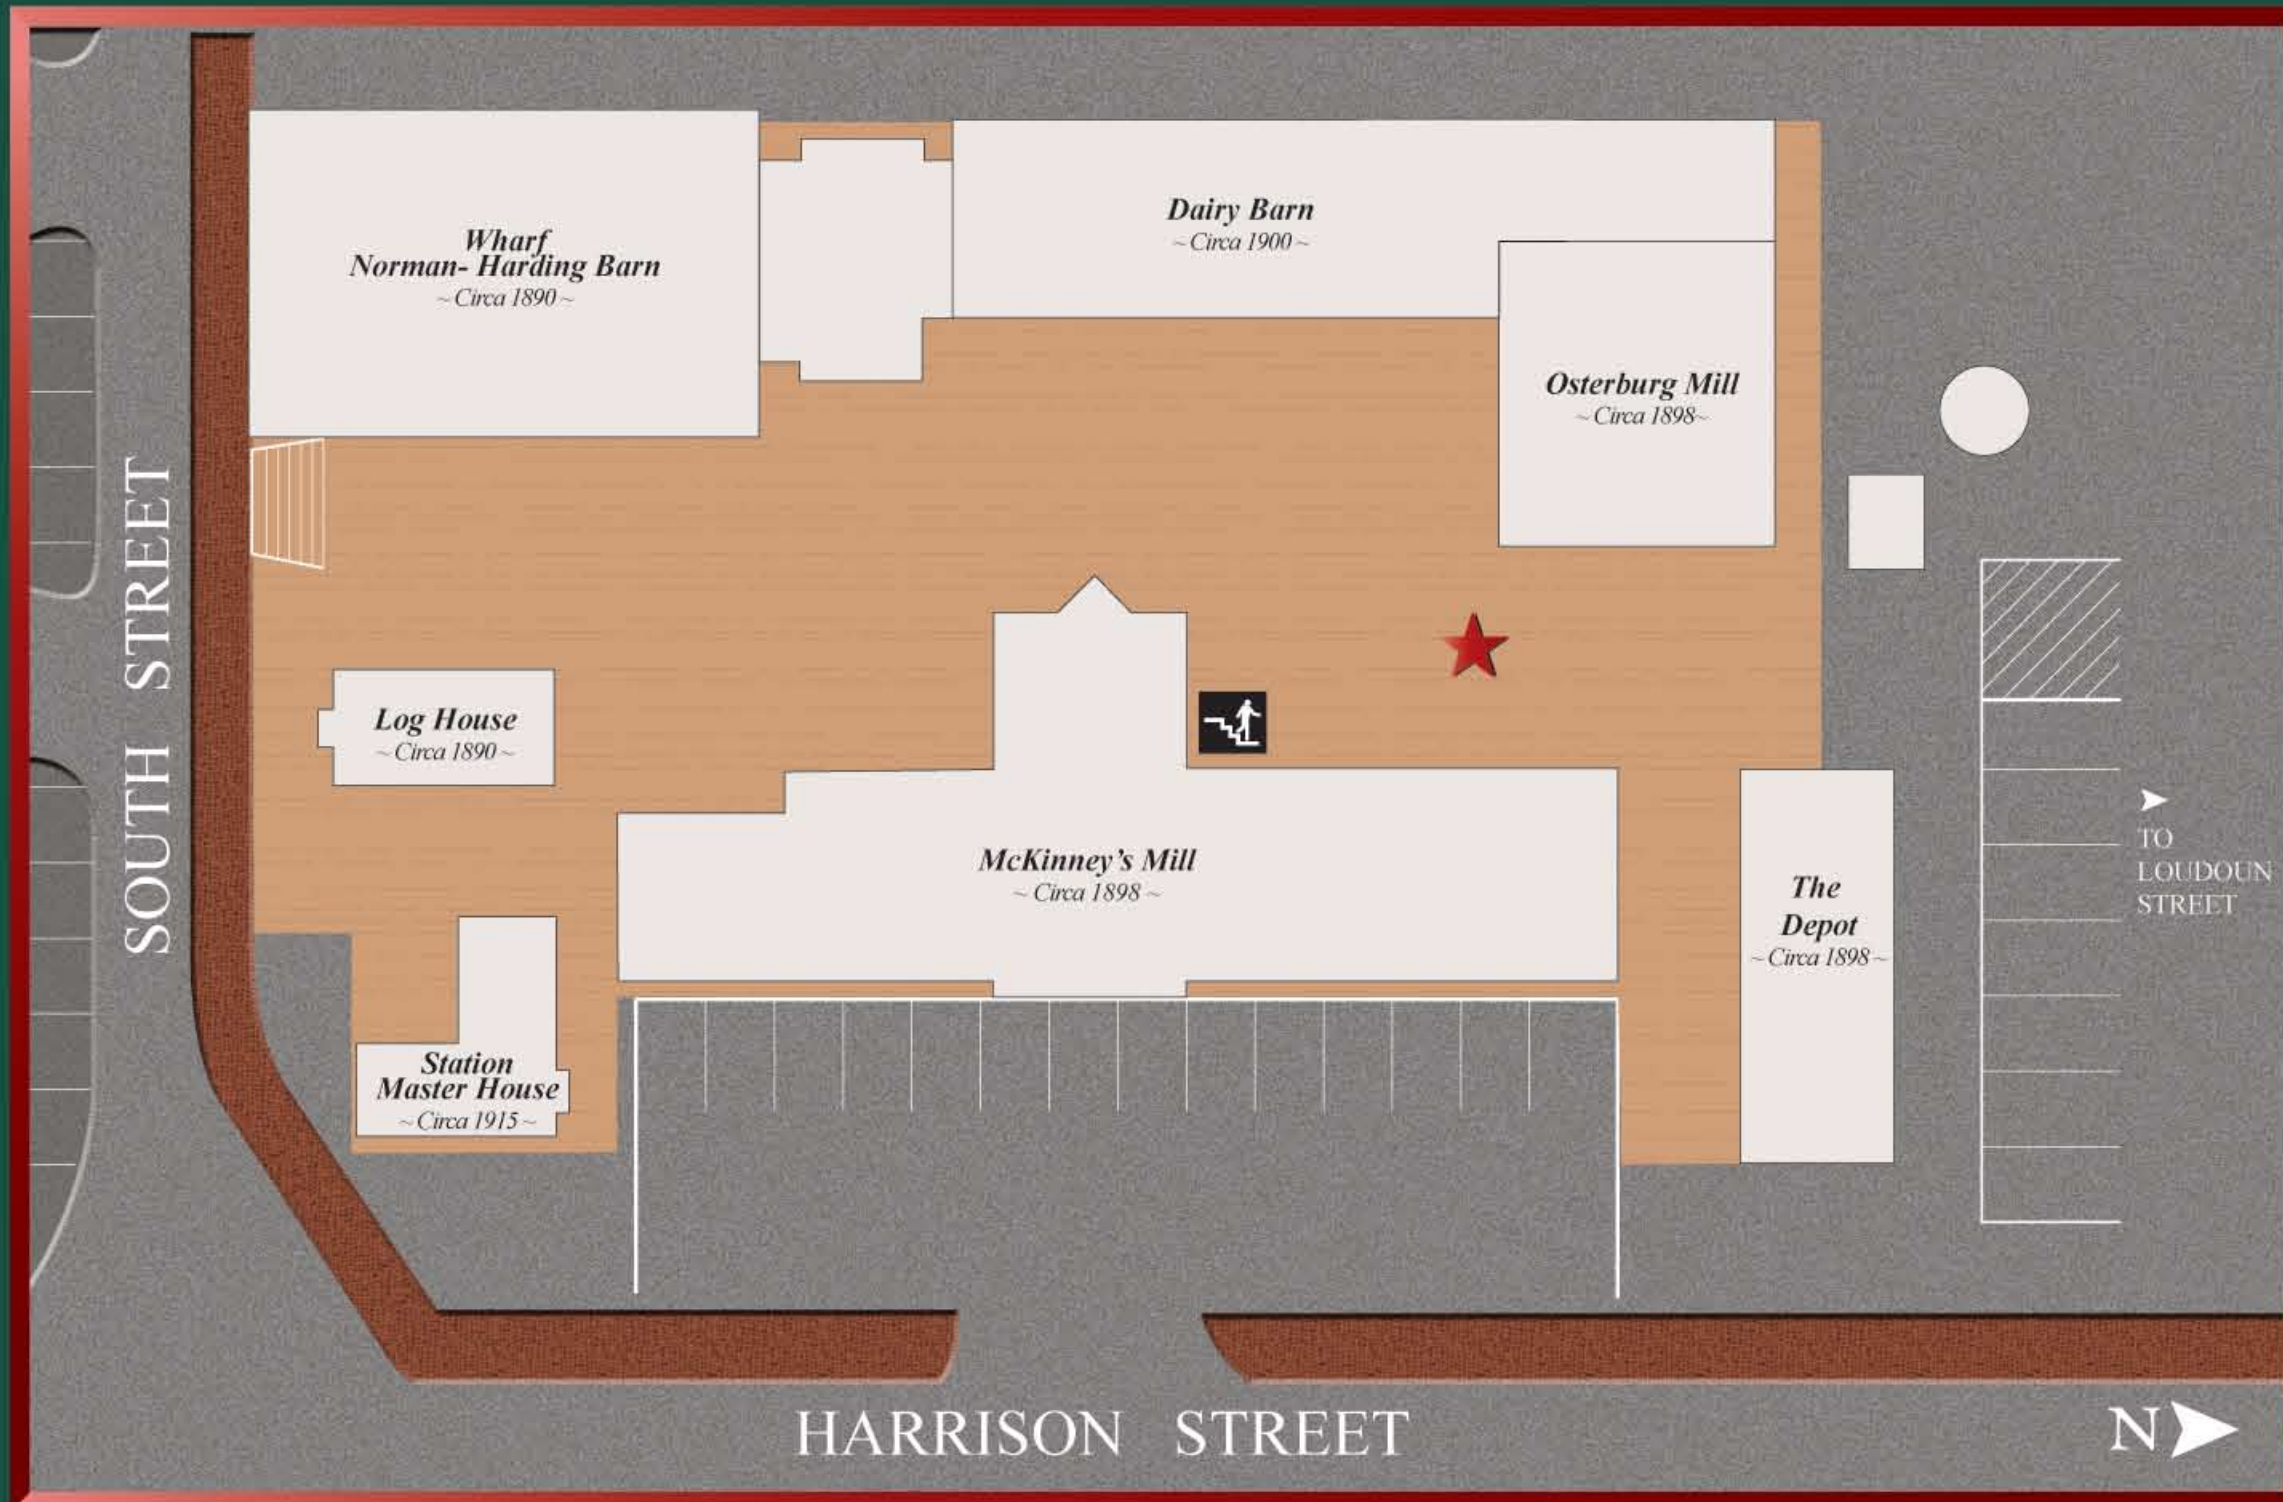 Wharf
Norman- Harding Barn
~ Circa 1890 ~
Dairy Barn
~ Circa 1900 ~
Osterburg Mill
~ Circa 1898~
SOUTH STREET
Log House
~ Circa 1890 ~
McKinney’s Mill
~ Circa 1898 ~
The
Depot
~ Circa 1898 ~
TO
LOUDOUN
STREET
Station
Master House
~ Circa 1915 ~
HARRISON STREET
N